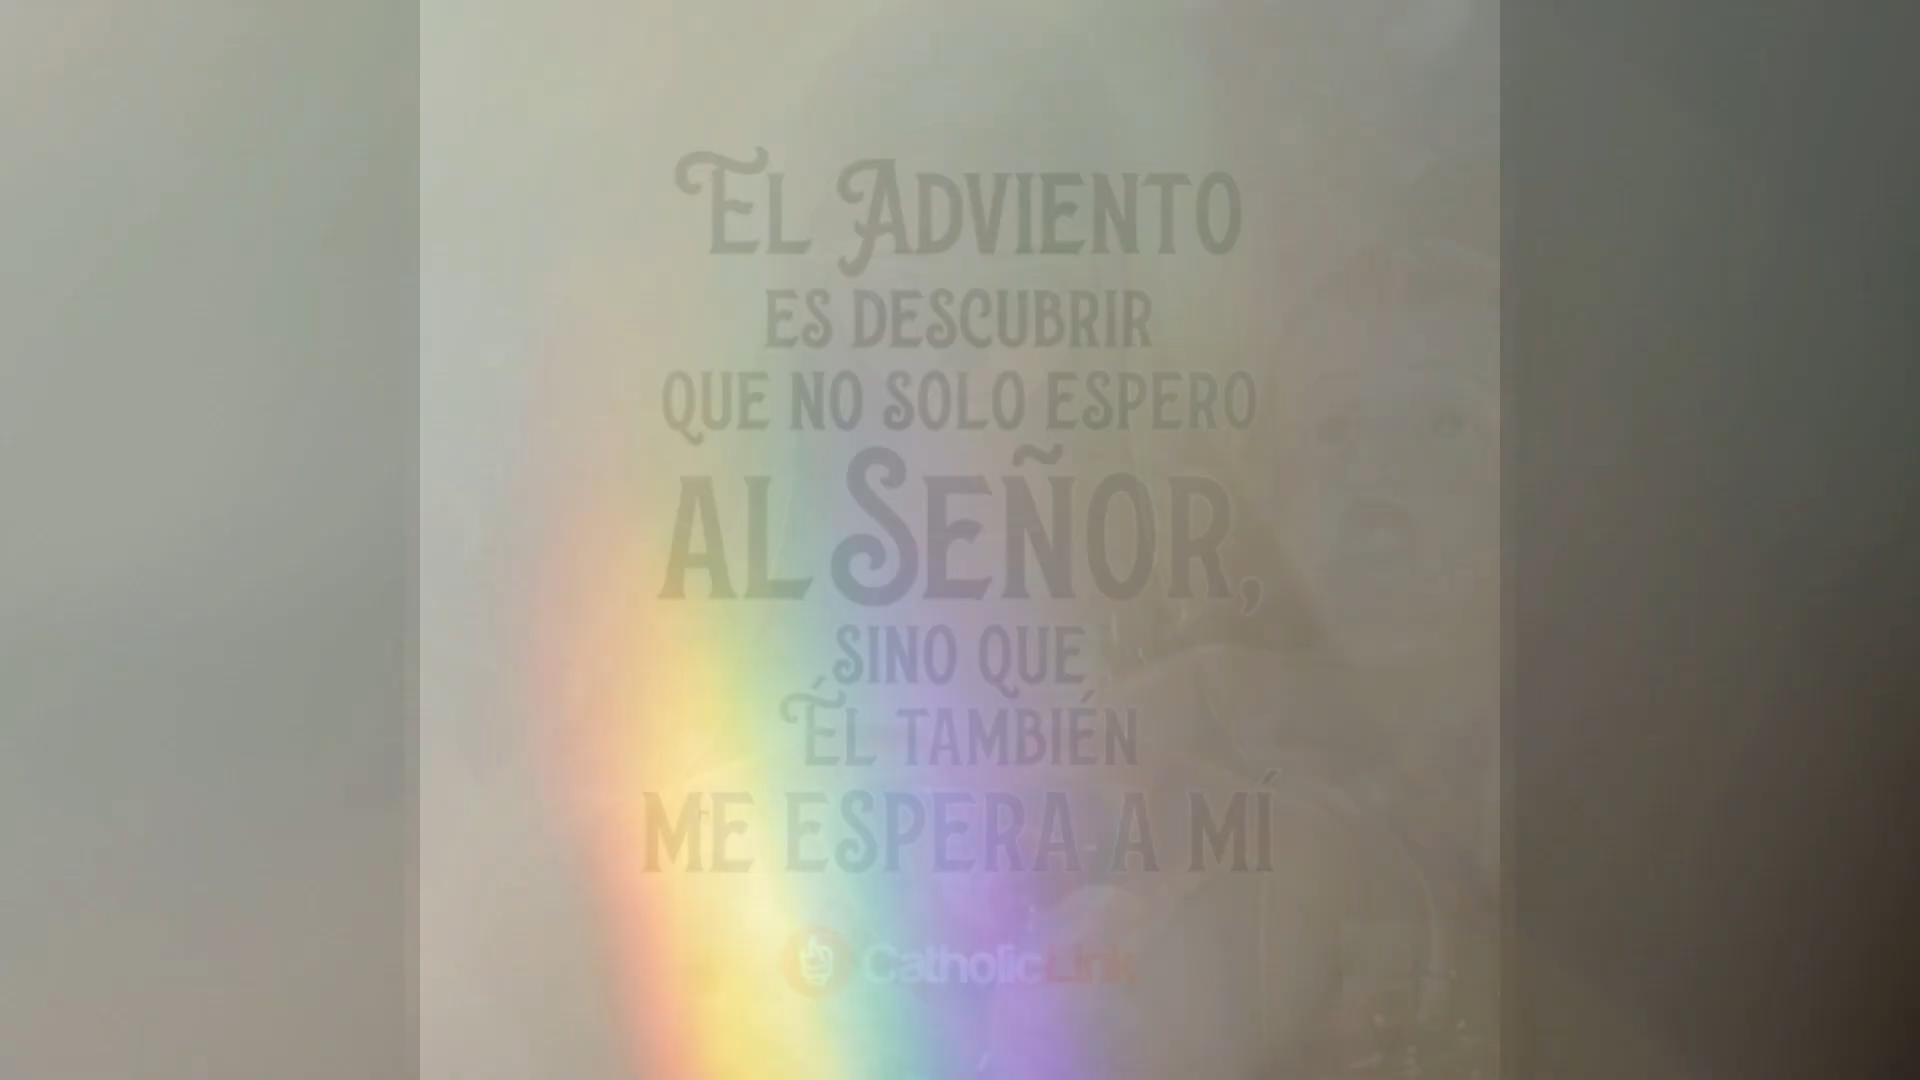 El Adviento
es descubrir
que no solo espero
al Señor,
sino que
Él también
me espera a mí
CatholicLink